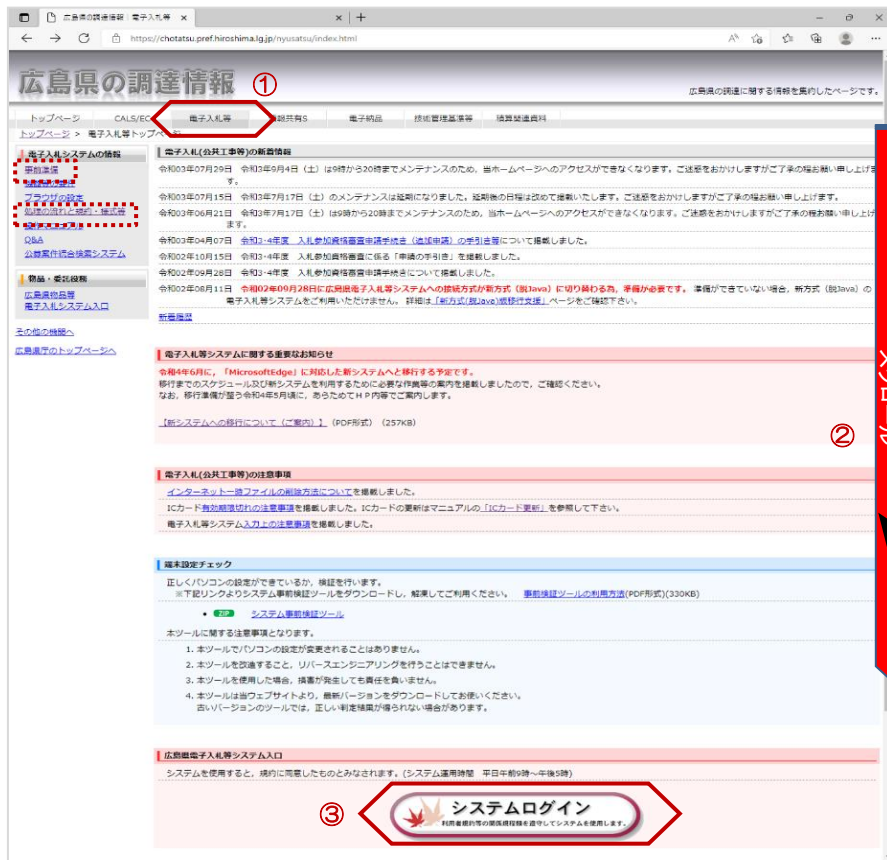 広島県の調達情報 電子入札等
https://chotatsu.pref.hiroshima.lg.jp/nyusatsu/index.html
広島県の調達情報 ①
広島県の調達に関する情報を集約したページです。
トップページ CALS/EC 電子入札等 情報共有S 電子納品 技術管理基準等 積算関連資料
トップページ > 電子入札等トップページ
電子入札システムの情報
事前準備
ブラウザの設定
処理の流れと規約・様式等
Q&A
公募案件統合検索システム
物品・委託役務
広島県物品等
電子入札システム入口
その他の機関へ
広島県庁のトップページへ
電子入札(公共工事等)の新着情報
令和03年07月29日 令和3年9月4日（土）は9時から20時までメンテナンスのため、当ホームページへのアクセスができなくなります。ご迷惑をおかけしますがご了承の程お願い申し上げます。
令和03年07月15日 令和3年7月17日（土）のメンテナンスは延期になりました。延期後の日程は改めて掲載いたします。ご迷惑をおかけしますがご了承の程お願い申し上げます。
令和03年06月21日 令和3年7月17日（土）は9時から20時までメンテナンスのため、当ホームページへのアクセスができなくなります。ご迷惑をおかけしますがご了承の程お願い申し上げ
ます。
令和03年04月07日 令和3・4年度 入札参加資格審査申請手続き（追加申請）の手引き等について掲載しました。
令和02年10月15日 令和3・4年度 入札参加資格審査に係る「申請の手引き」を掲載しました。
令和02年09月28日 令和3・4年度 入札参加資格審査申請手続きについて掲載しました。
令和02年08月11日 令和02年09月28日に広島県電子入札等システムへの接続方式が新方式（脱Java）に切り替わる為、準備が必要です。 準備ができていない場合、新方式（脱Java）の
電子入札等システムをご利用いただけません。 詳細は「新方式(脱Java)或移行支援」ページをご確認下さい。
新着履歴
電子入札等システムに関する重要なお知らせ
令和4年6月に，「MicrosoftEdge」に対応した新システムへと移行する予定です。
移行までのスケジュール及び新システムを利用するために必要な作業等の案内を掲載しましたので，ご確認ください。
なお、移行準備が整う令和4年5月頃に，あらためてＨＰ内等でご案内します。
【新システムへの移行について（ご案内）】（PDF形式）（257KB）
②
電子入札(公共工事等)の注意事項
インターネット一時ファイルの削除方法についてを掲載しました。
ICカード有効期限切れの注意事項を掲載しました。ICカードの更新はマニュアルの「ICカード更新」を参照して下さい。
電子入札等システム入力上の注意事項を掲載しました。
端末設定チェック
正しくパソコンの設定ができているか，検証を行います。
※下記リンクよりシステム事前検証ツールをダウンロードし，解凍してご利用ください。 事前検証ツールの利用方法(PDF形式)(330KB)
• ZIP システム事前検証ツール
本ツールに関する注意事項となります。
1. 本ツールでパソコンの設定が変更されることはありません。
2. 本ツールを改造すること，リバースエンジニアリングを行うことはできません。
3. 本ツールを使用した場合，損害が発生しても責任を負いません。
4. 本ツールは当ウェブサイトより，最新バージョンをダウンロードしてお使いください。
古いバージョンのツールでは，正しい判定結果が得られない場合があります。
広島県電子入札等システム入口
システムを使用すると，規約に同意したものとみなされます。(システム運用時間 平日午前9時～午後5時)
③ システムログイン
利用者規約等の関係規程類を遵守してシステムを使用します。